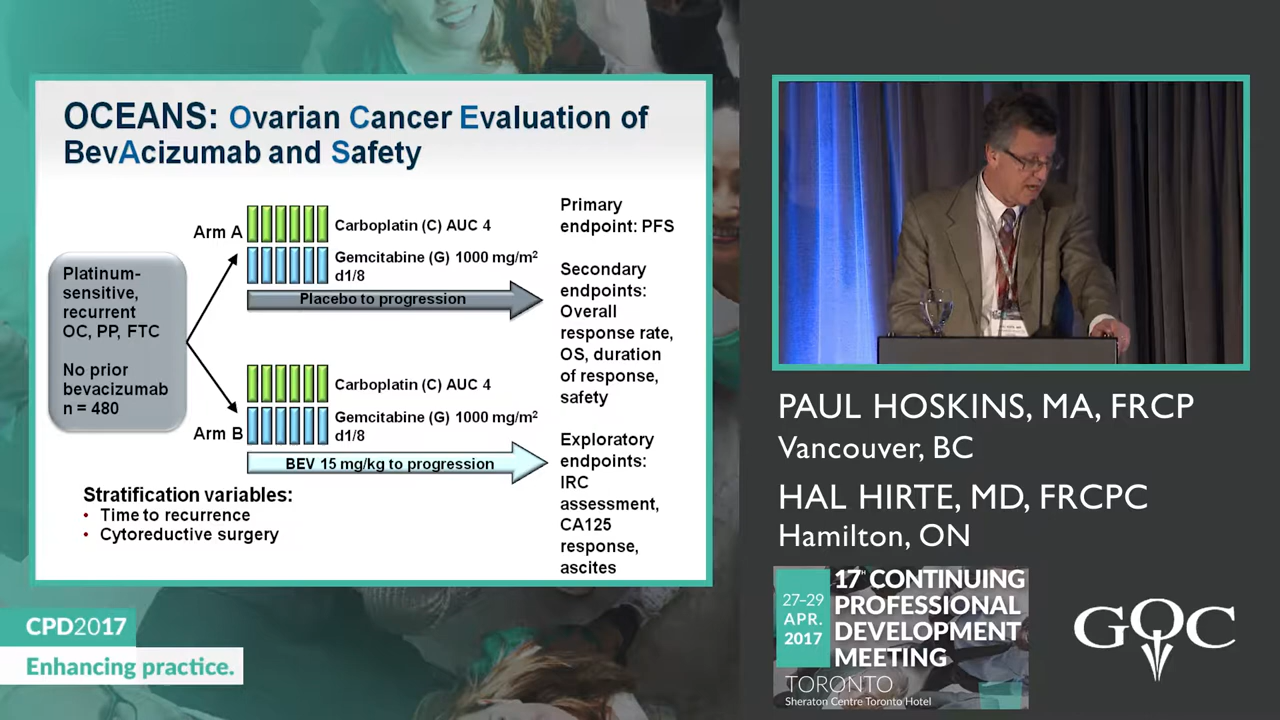 OCEANS: Ovarian Cancer Evaluation of
BevAcizumab and Safety
Platinum-
sensitive,
recurrent
OC, PP, FTC
No prior
bevacizumab
n = 480
Arm A
Carboplatin (C) AUC 4
Gemcitabine (G) 1000 mg/m²
d1/8
Placebo to progression
Arm B
Carboplatin (C) AUC 4
Gemcitabine (G) 1000 mg/m²
d1/8
BEV 15 mg/kg to progression
Stratification variables:
• Time to recurrence
• Cytoreductive surgery
Primary
endpoint: PFS
Secondary
endpoints:
Overall
response rate,
OS, duration
of response,
safety
Exploratory
endpoints:
IRC
assessment,
CA125
response,
ascites
CPD2017
Enhancing practice.
PAUL HOSKINS, MA, FRCP
Vancouver, BC
HAL HIRTE, MD, FRCPC
Hamilton, ON
27–29
APR.
2017
17TH CONTINUING
PROFESSIONAL
DEVELOPMENT
MEETING
TORONTO
Sheraton Centre Toronto Hotel
GOC